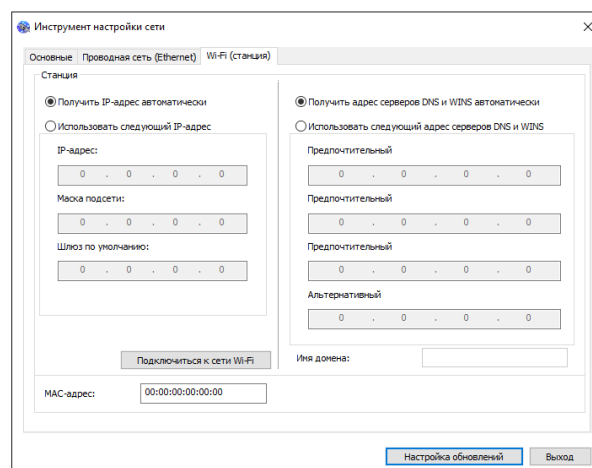 Инструмент настройки сети
Основные Проводная сеть (Ethernet) Wi-Fi (станция)
Станция
Получить IP-адрес автоматически
Использовать следующий IP-адрес
IP-адрес:
0 . 0 . 0 . 0
Маска подсети:
0 . 0 . 0 . 0
Шлюз по умолчанию:
0 . 0 . 0 . 0
Подключиться к сети Wi-Fi
Получить адрес серверов DNS и WINS автоматически
Использовать следующий адрес серверов DNS и WINS
Предпочтительный
0 . 0 . 0 . 0
Предпочтительный
0 . 0 . 0 . 0
Предпочтительный
0 . 0 . 0 . 0
Альтернативный
0 . 0 . 0 . 0
Имя домена:
MAC-адрес: 00:00:00:00:00:00
Настройка обновлений Выход